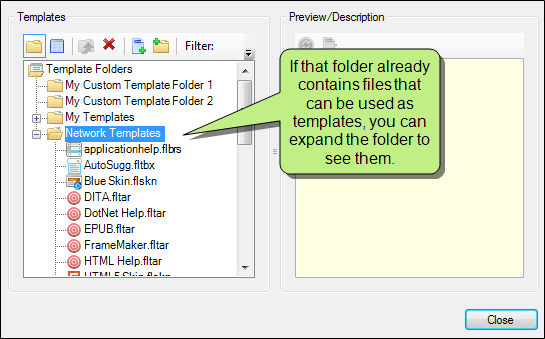 Templates
Preview/Description
Filter:
Template Folders
My Custom Template Folder 1
My Custom Template Folder 2
My Templates
Network Templates
applicationhelp.flbrs
AutoSugg.fltbx
Blue Skin.flskn
DITA.fltar
DotNet Help.fltar
EPUB.fltar
FrameMaker.fltar
HTML Help.fltar
HTML5 Skin.flskn
If that folder already
contains files that
can be used as
templates, you can
expand the folder to
see them.
Close